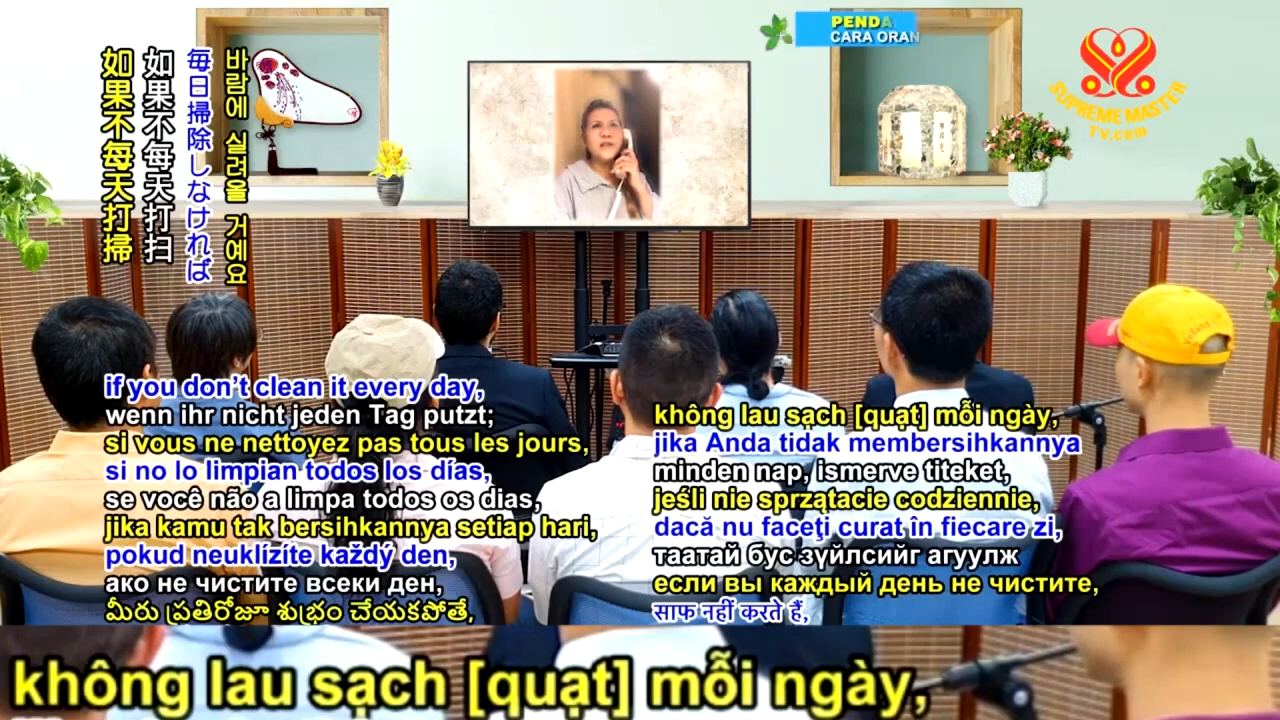 PENDA
CARA ORAN
SUPREME MASTER
TV.com
바람에 실려올 거예요
毎日掃除しなければ
如果不每天打扫
如果不每天打掃
if you don't clean it every day,
wenn ihr nicht jeden Tag putzt;
si vous ne nettoyez pas tous les jours,
si no lo limpian todos los días,
se você não a limpa todos os dias,
jika kamu tak bersihkannya setiap hari,
pokud neuklízíte každý den,
ако не чистите всеки ден,
మీరు ప్రతిరోజూ శుభ్రం చేయకపోతే,
không lau sạch [quạt] mỗi ngày,
jika Anda tidak membersihkannya
minden nap, ismerve titeket,
jeśli nie sprzątacie codziennie,
dacă nu faceţi curat în fiecare zi,
таатай бус зүйлсийг агуулж
если вы каждый день не чистите,
साफ नहीं करते हैं,
không lau sạch [quạt] mỗi ngày,